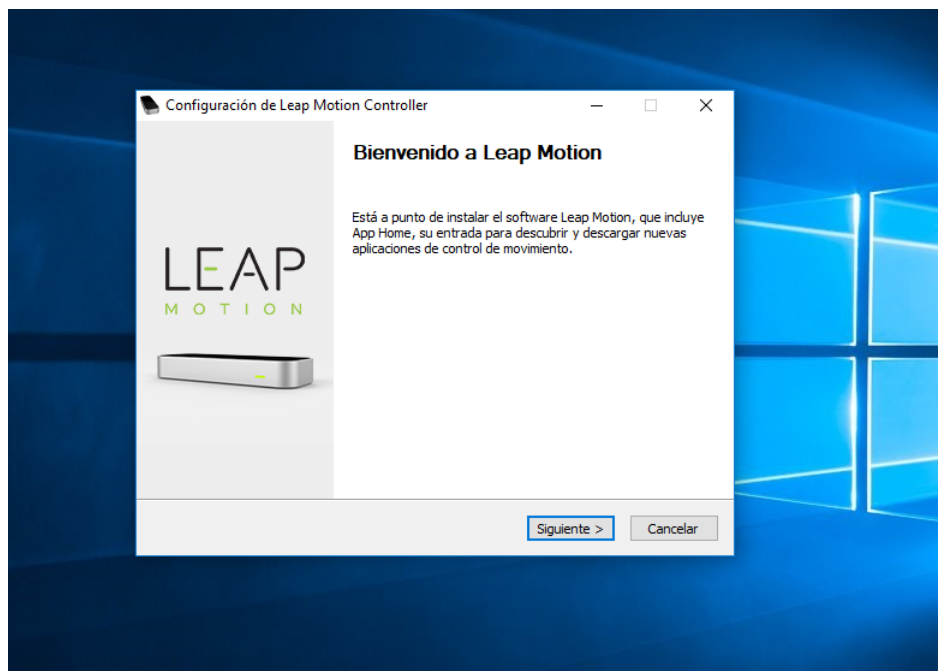 Configuración de Leap Motion Controller
Bienvenido a Leap Motion
Está a punto de instalar el software Leap Motion, que incluye
App Home, su entrada para descubrir y descargar nuevas
aplicaciones de control de movimiento.
LEAP
MOTION
Siguiente >
Cancelar